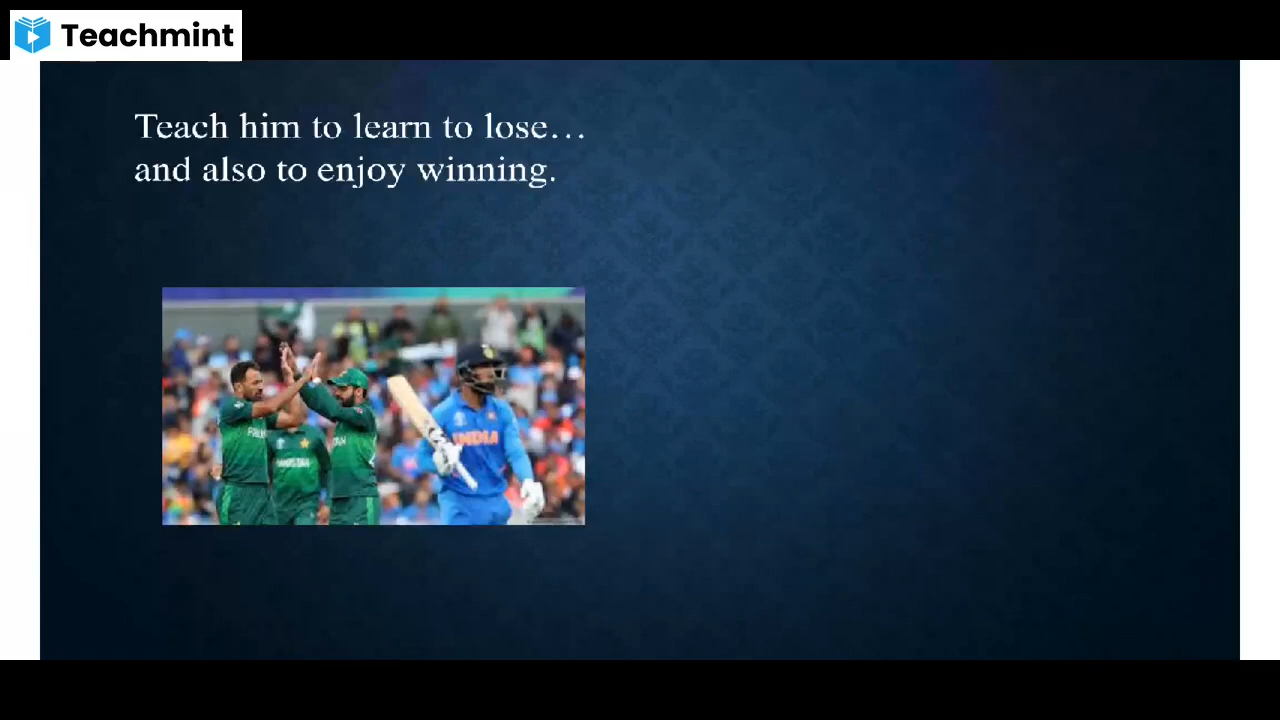 Teachmint
Teach him to learn to lose...
and also to enjoy winning.
INDIA